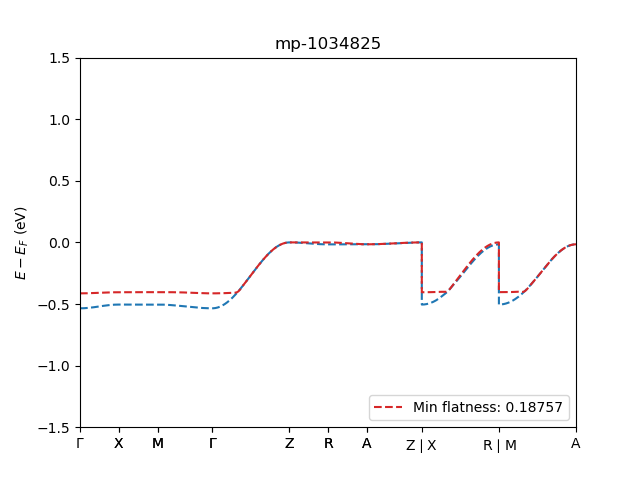 mp-1034825
1.5
1.0
0.5
0.0
−0.5
−1.0
−1.5
E − E_F (eV)
Min flatness: 0.18757
Γ X M Γ Z R A Z | X R | M A